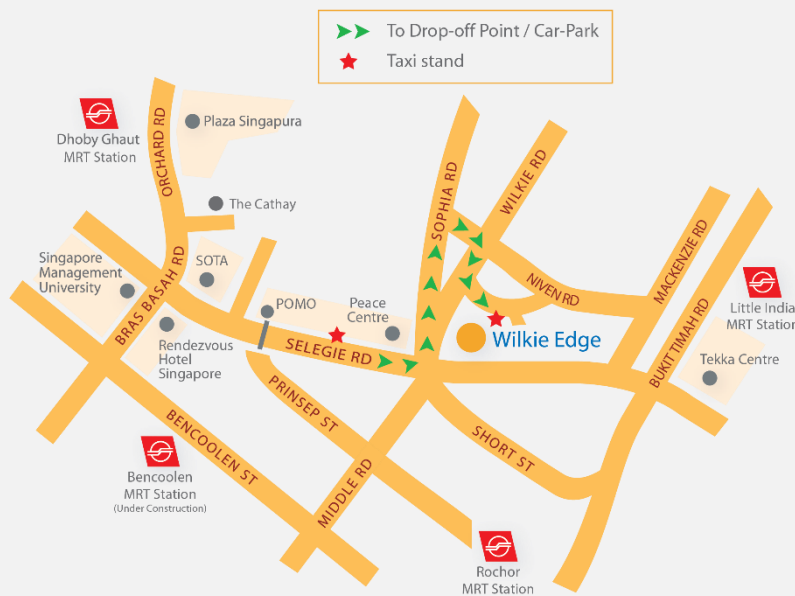 To Drop-off Point / Car-Park
Taxi stand
Dhoby Ghaut
MRT Station
ORCHARD RD
Plaza Singapura
The Cathay
SOPHIA RD
WILKIE RD
Singapore
Management
University
BRAS BASAH RD
SOTA
NIVEN RD
MACKENZIE RD
Little India
MRT Station
POMO
Peace
Centre
BUKIT TIMAH RD
Rendezvous
Hotel
Singapore
SELEGIE RD
Wilkie Edge
Tekka Centre
PRINSEP ST
BENCOOLEN ST
SHORT ST
MIDDLE RD
Bencoolen
MRT Station
(Under Construction)
Rochor
MRT Station